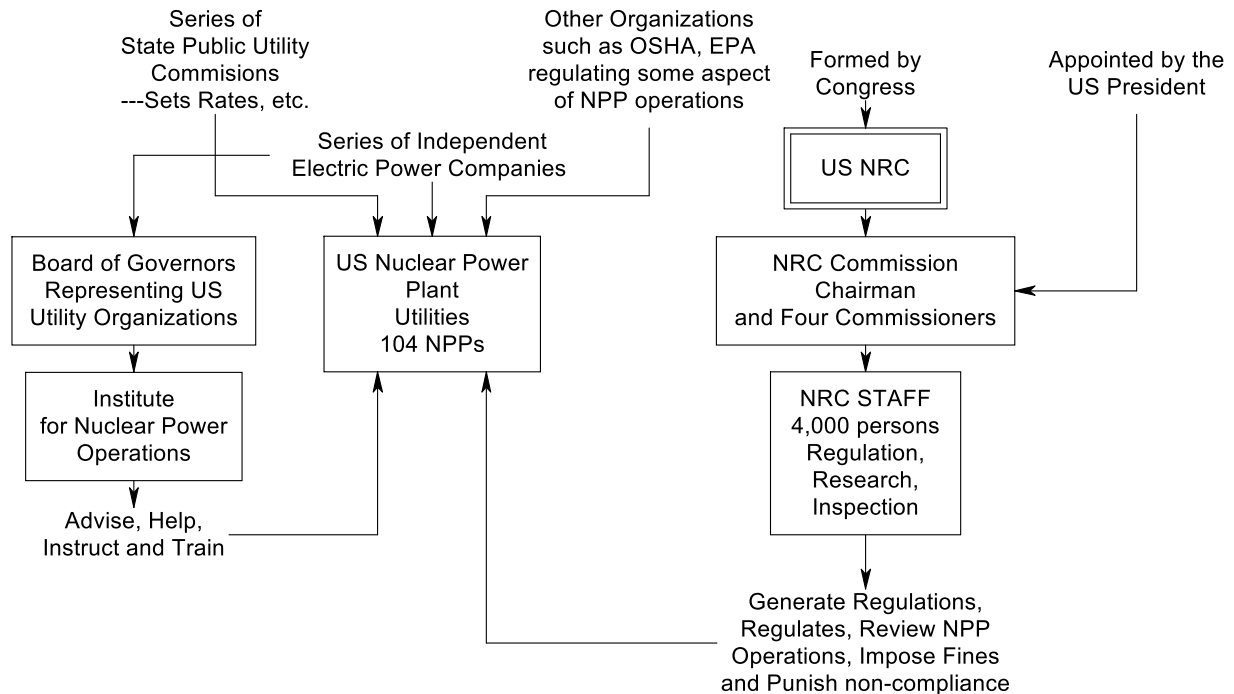 Series of
State Public Utility
Commisions
---Sets Rates, etc.
Other Organizations
such as OSHA, EPA
regulating some aspect
of NPP operations
Formed by
Congress
Appointed by the
US President
Series of Independent
Electric Power Companies
US NRC
Board of Governors
Representing US
Utility Organizations
US Nuclear Power
Plant
Utilities
104 NPPs
NRC Commission
Chairman
and Four Commissioners
Institute
for Nuclear Power
Operations
NRC STAFF
4,000 persons
Regulation,
Research,
Inspection
Advise, Help,
Instruct and Train
Generate Regulations,
Regulates, Review NPP
Operations, Impose Fines
and Punish non-compliance